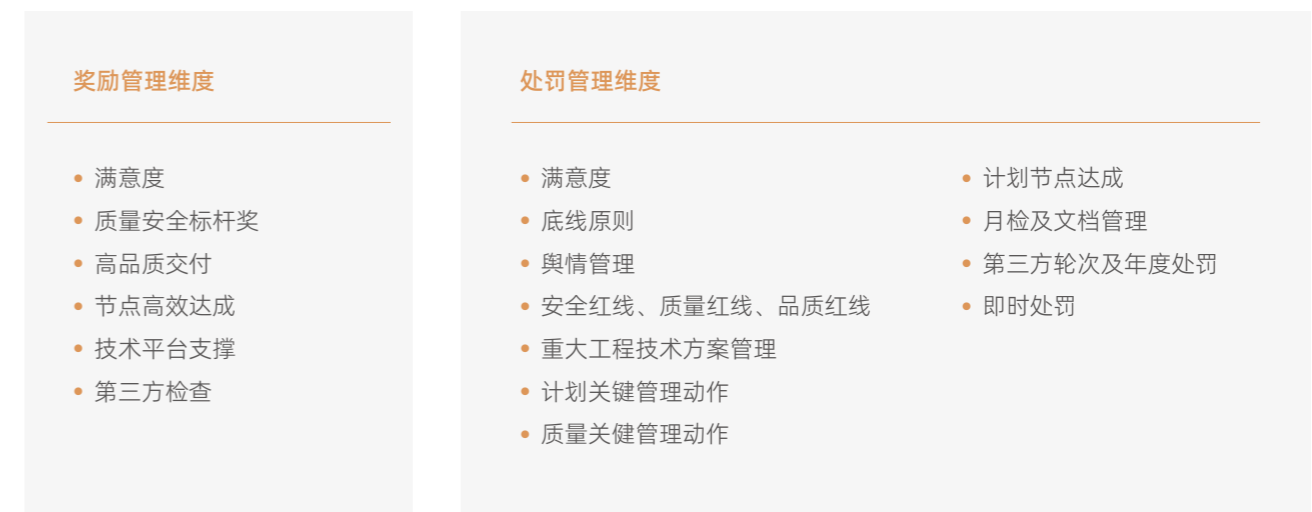 奖励管理维度
满意度
质量安全标杆奖
高品质交付
节点高效达成
技术平台支撑
第三方检查
处罚管理维度
满意度
底线原则
舆情管理
安全红线、质量红线、品质红线
重大工程技术方案管理
计划关键管理动作
质量关健管理动作
计划节点达成
月检及文档管理
第三方轮次及年度处罚
即时处罚